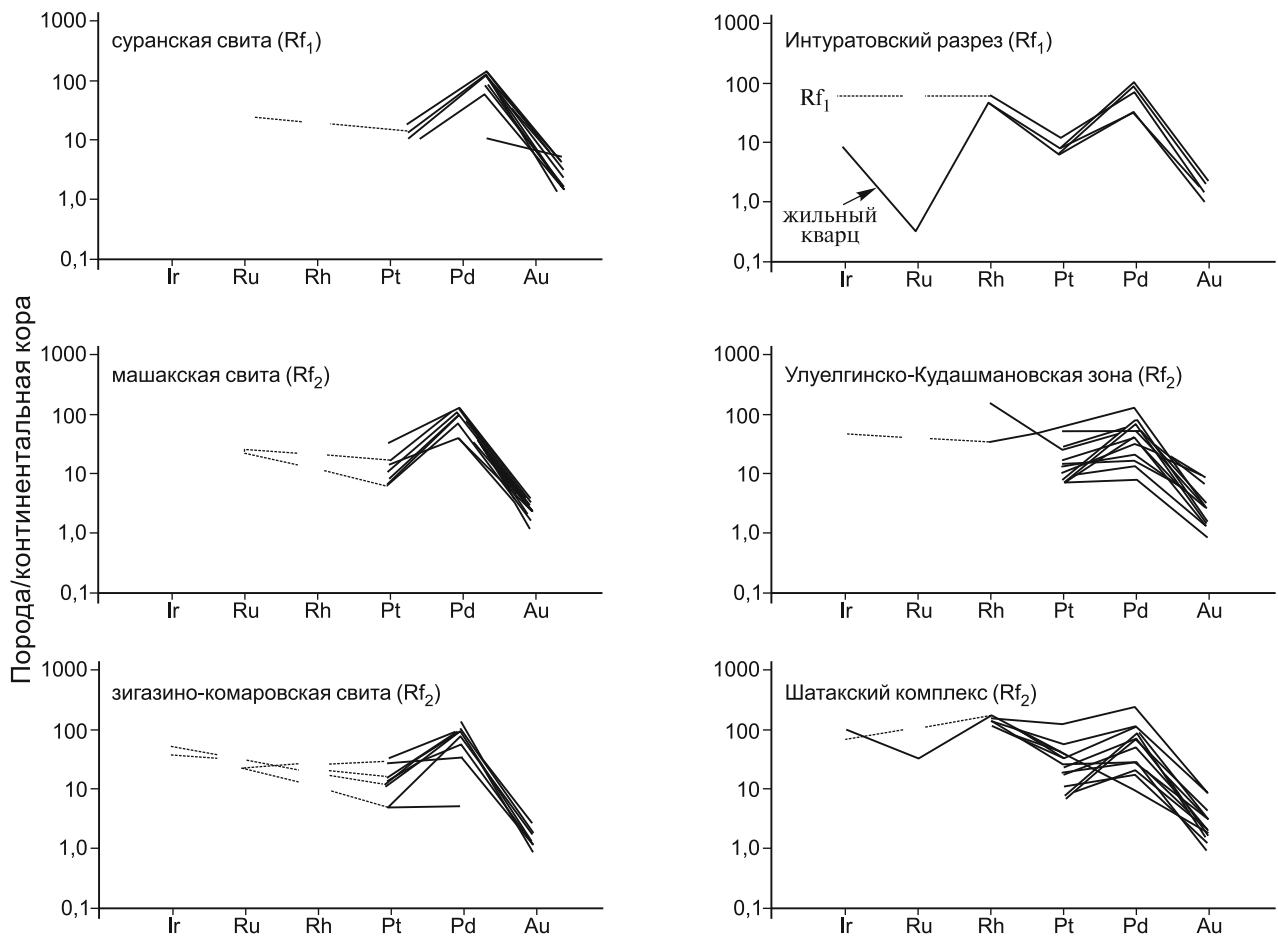 Порода/континентальная кора
суранская свита (Rf1)
1000
100
10
1,0
0,1
Ir Ru Rh Pt Pd Au
Интуратовский разрез (Rf1)
1000
100
10
1,0
0,1
Rf1
жильный
кварц
Ir Ru Rh Pt Pd Au
машакская свита (Rf2)
1000
100
10
1,0
0,1
Ir Ru Rh Pt Pd Au
Улуелгинско-Кудашмановская зона (Rf2)
1000
100
10
1,0
0,1
Ir Ru Rh Pt Pd Au
зигазино-комаровская свита (Rf2)
1000
100
10
1,0
0,1
Ir Ru Rh Pt Pd Au
Шатакский комплекс (Rf2)
1000
100
10
1,0
0,1
Ir Ru Rh Pt Pd Au